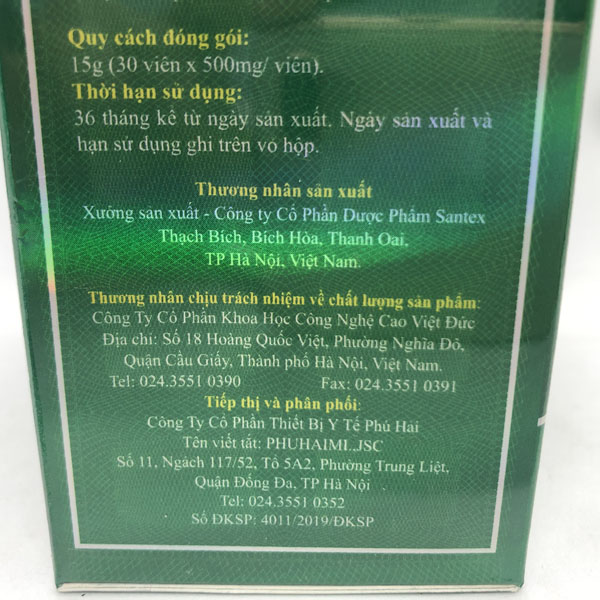 Quy cách đóng gói:
15g (30 viên x 500mg/ viên).
Thời hạn sử dụng:
36 tháng kể từ ngày sản xuất. Ngày sản xuất và
hạn sử dụng ghi trên vỏ hộp.
Thương nhân sản xuất
Xưởng sản xuất - Công ty Cổ Phần Dược Phẩm Santex
Thạch Bích, Bích Hòa, Thanh Oai,
TP Hà Nội, Việt Nam.
Thương nhân chịu trách nhiệm về chất lượng sản phẩm:
Công Ty Cổ Phần Khoa Học Công Nghệ Cao Việt Đức
Địa chỉ: Số 18 Hoàng Quốc Việt, Phường Nghĩa Đô,
Quận Cầu Giấy, Thành phố Hà Nội, Việt Nam.
Tel: 024.3551 0390 Fax: 024.3551 0391
Tiếp thị và phân phối:
Công Ty Cổ Phần Thiết Bị Y Tế Phú Hải
Tên viết tắt: PHUHAIMI.,JSC
Số 11, Ngách 117/52, Tổ 5A2, Phường Trung Liệt,
Quận Đống Đa, TP Hà Nội
Tel: 024.3551 0352
Số ĐKSP: 4011/2019/ĐKSP